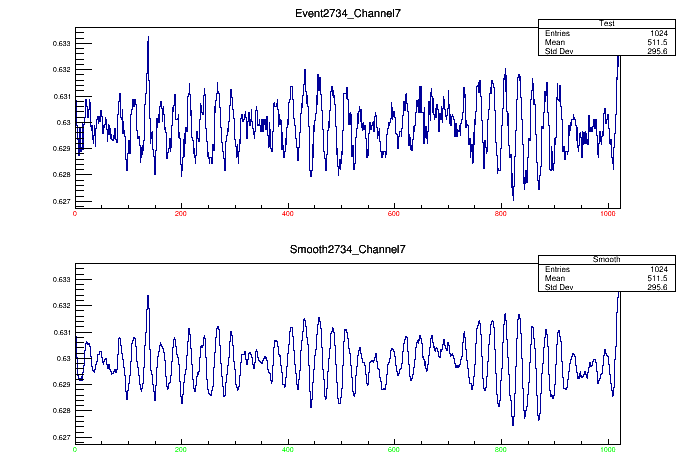 Event2734_Channel7
Test
Entries 1024
Mean 511.5
Std Dev 295.6
0.633
0.632
0.631
0.63
0.629
0.628
0.627
0 200 400 600 800 1000
Smooth2734_Channel7
Smooth
Entries 1024
Mean 511.5
Std Dev 295.6
0.633
0.632
0.631
0.63
0.629
0.628
0.627
0 200 400 600 800 1000